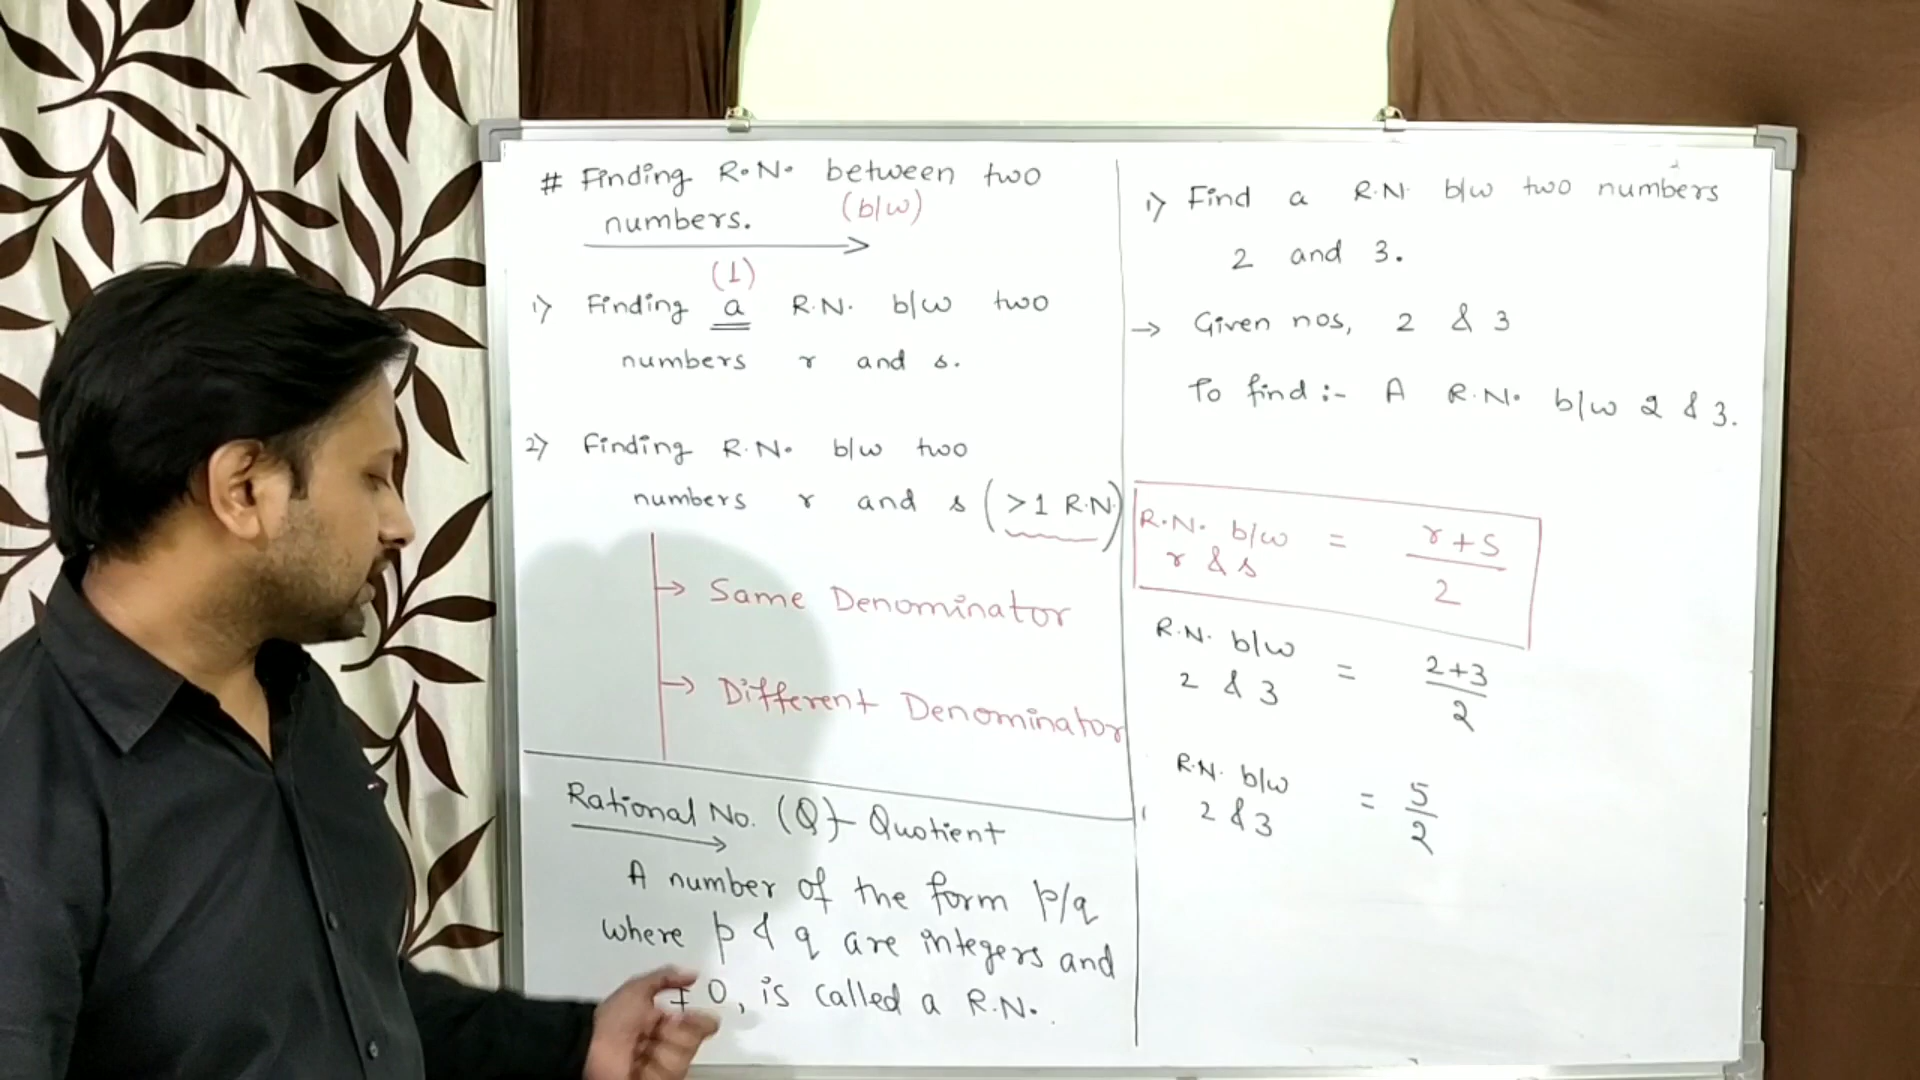 # Finding R.N. between two
numbers. (b/w)
(1)
1) Finding a R.N. b/w two
numbers r and s.
2) Finding R.N. b/w two
numbers r and s (>1 R.N)
→ Same Denominator
→ Different Denominator
Rational No. (Q)- Quotient
A number of the form p/q
where p & q are integers and
≠ 0, is called a R.N.
1) Find a R.N. b/w two numbers
2 and 3.
→ Given nos, 2 & 3
To find :- A R.N. b/w 2 & 3.
R.N. b/w r & s = r+s/2
R.N. b/w 2 & 3 = 2+3/2
R.N. b/w 2 & 3 = 5/2